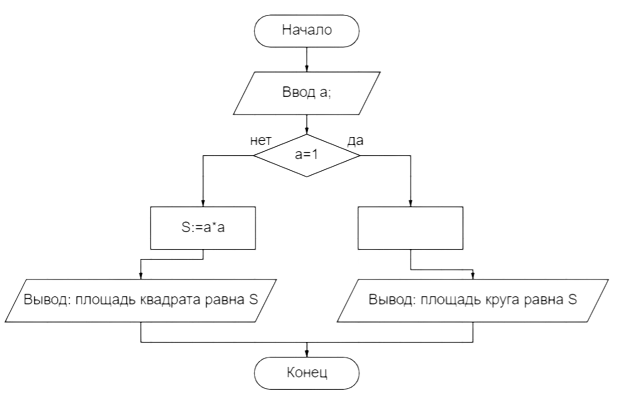 Начало
Ввод a;
нет
да
a=1
S:=a*a
Вывод: площадь квадрата равна S
Вывод: площадь круга равна S
Конец